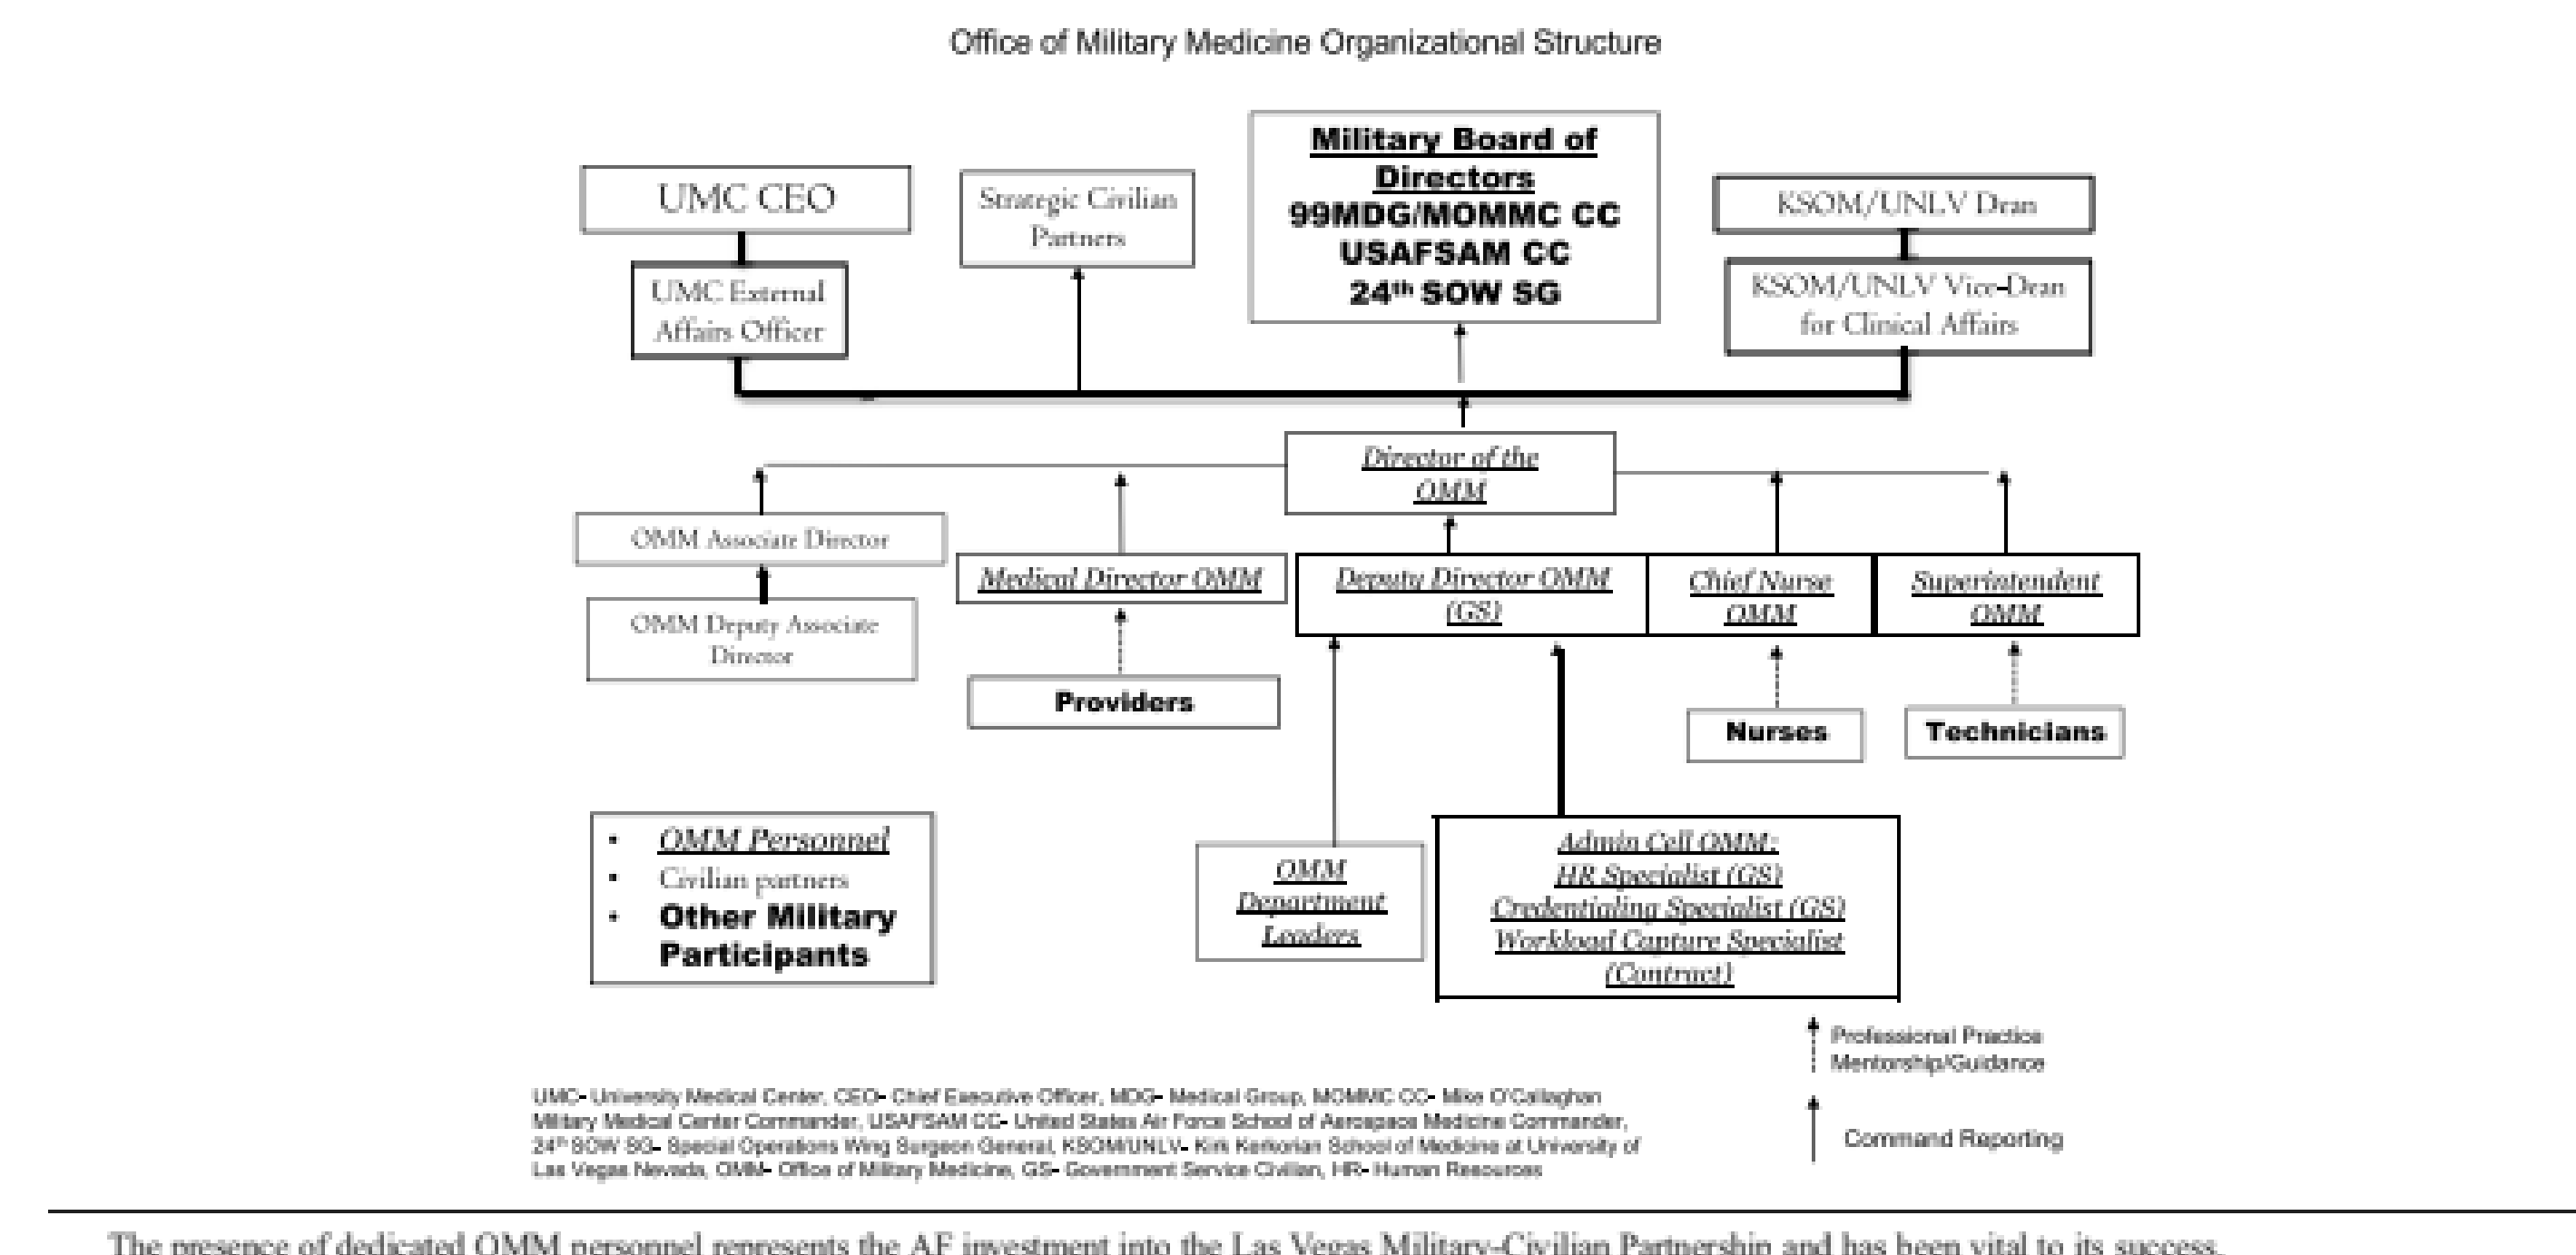 Office of Military Medicine Organizational Structure
UMC CEO
UMC External
Affairs Officer
Strategic Civilian
Partners
Military Board of
Directors
99MDG/MOMMC CC
USAFSAM CC
24th SOW SG
KSOM/UNLV Dean
KSOM/UNLV Vice-Dean
for Clinical Affairs
Director of the
OMM
OMM Associate Director
OMM Deputy Associate
Director
Medical Director OMM
Providers
Deputy Director OMM
(GS)
Chief Nurse
OMM
Superintendent
OMM
Nurses
Technicians
• OMM Personnel
• Civilian partners
• Other Military
Participants
OMM
Department
Leaders
Admin Cell OMM:
HR Specialist (GS)
Credentialing Specialist (GS)
Workload Capture Specialist
(Contract)
Professional Practice
Mentorship/Guidance
Command Reporting
UMC- University Medical Center, CEO- Chief Executive Officer, MDG- Medical Group, MOMMC CC- Mike O'Callaghan
Military Medical Center Commander, USAFSAM CC- United States Air Force School of Aerospace Medicine Commander,
24th SOW SG- Special Operations Wing Surgeon General, KSOM/UNLV- Kirk Kerkorian School of Medicine at University of
Las Vegas Nevada, OMM- Office of Military Medicine, GS- Government Service Civilian, HR- Human Resources
The presence of dedicated OMM personnel represents the AF investment into the Las Vegas Military-Civilian Partnership and has been vital to its success.